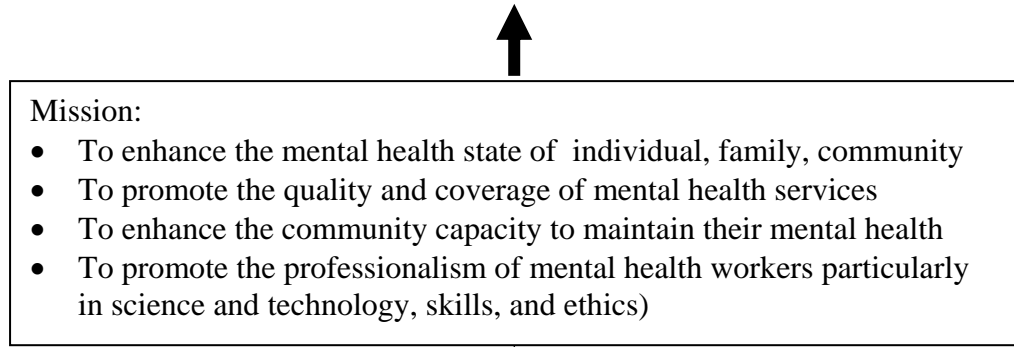 Mission:
• To enhance the mental health state of  individual, family, community
• To promote the quality and coverage of mental health services
• To enhance the community capacity to maintain their mental health
• To promote the professionalism of mental health workers particularly
in science and technology, skills, and ethics)